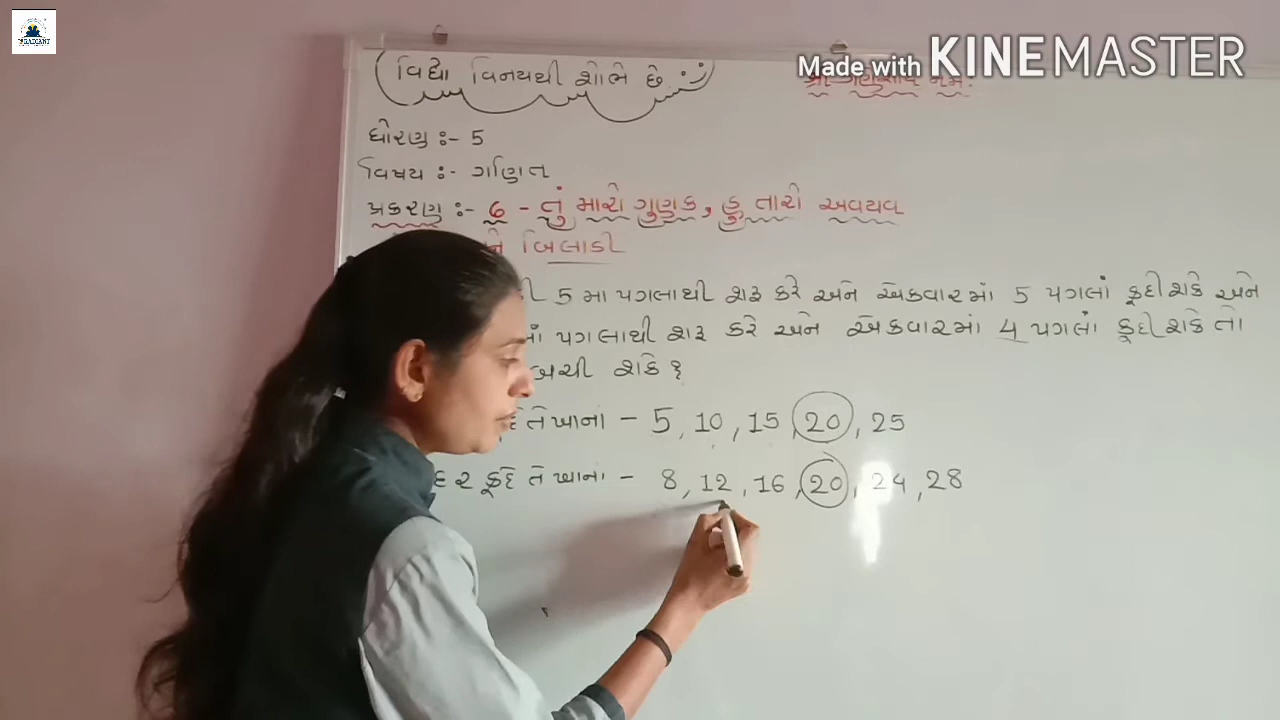 Made with KINEMASTER
વિદ્યા વિનયથી શોભે છે.
ધોરણ :- 5
વિષય :- ગણિત
પ્રકરણ :- 6 - તું મારો ગુણક, હું તારો અવયવ
બિલાડી
5 મા પગલાથી શરૂ કરે અને એકવારમાં 5 પગલાં કૂદી શકે અને
પગલાથી શરૂ કરે અને એકવારમાં 4 પગલાં કૂદી શકે તો
બચી શકે ?
તે ખાના - 5, 10, 15, 20, 25
કૂદે તે ખાના - 8, 12, 16, 20, 24, 28